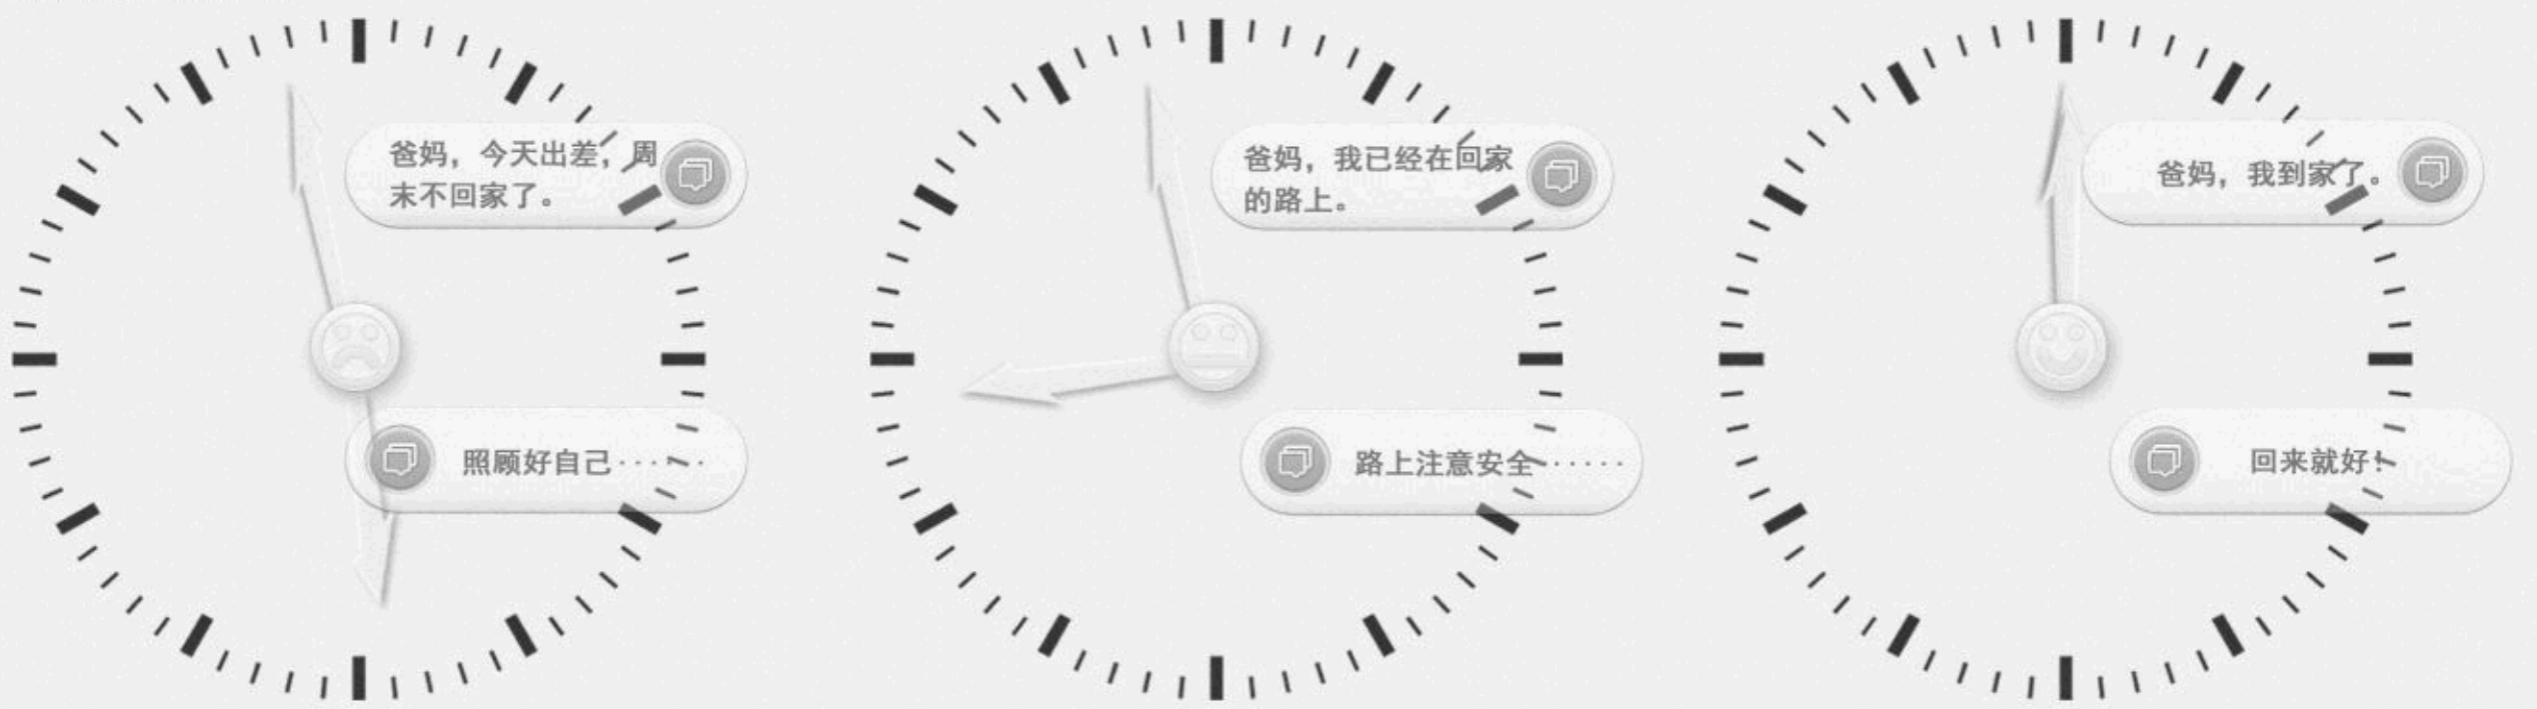 爸妈，今天出差，周
末不回家了。
照顾好自己······
爸妈，我已经在回家
的路上。
路上注意安全······
爸妈，我到家了。
回来就好！